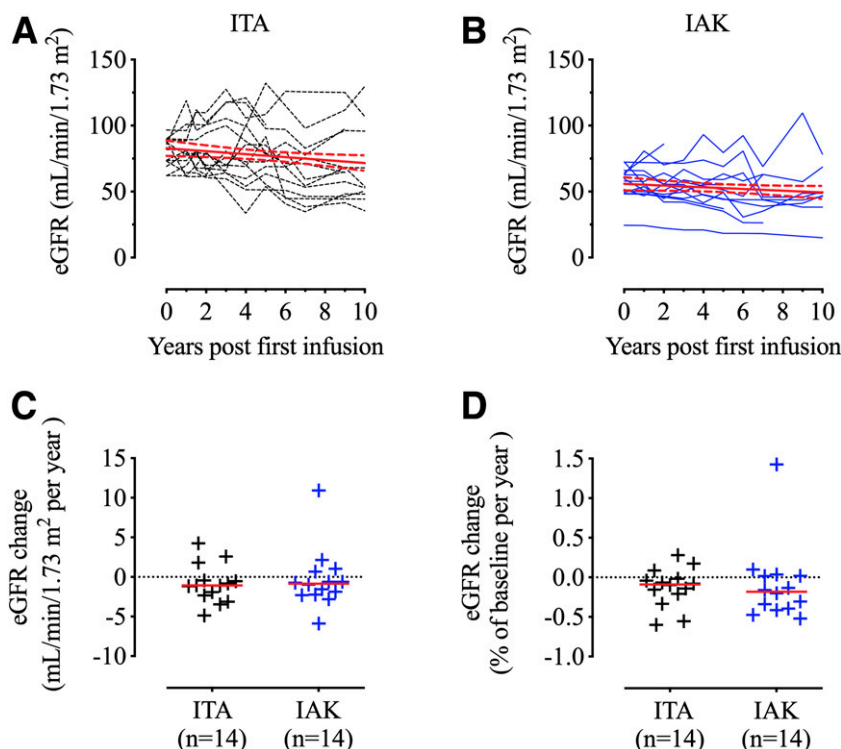 A
ITA
eGFR (mL/min/1.73 m²)
150
100
50
0
0 2 4 6 8 10
Years post first infusion
B
IAK
eGFR (mL/min/1.73 m²)
150
100
50
0
0 2 4 6 8 10
Years post first infusion
C
eGFR change
(mL/min/1.73 m² per year )
15
10
5
0
-5
-10
ITA IAK
(n=14) (n=14)
D
eGFR change
(% of baseline per year )
1.5
1.0
0.5
0.0
-0.5
-1.0
ITA IAK
(n=14) (n=14)